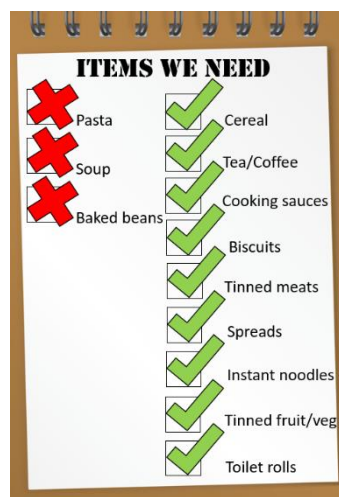 ITEMS WE NEED
Pasta
Soup
Baked beans
Cereal
Tea/Coffee
Cooking sauces
Biscuits
Tinned meats
Spreads
Instant noodles
Tinned fruit/veg
Toilet rolls